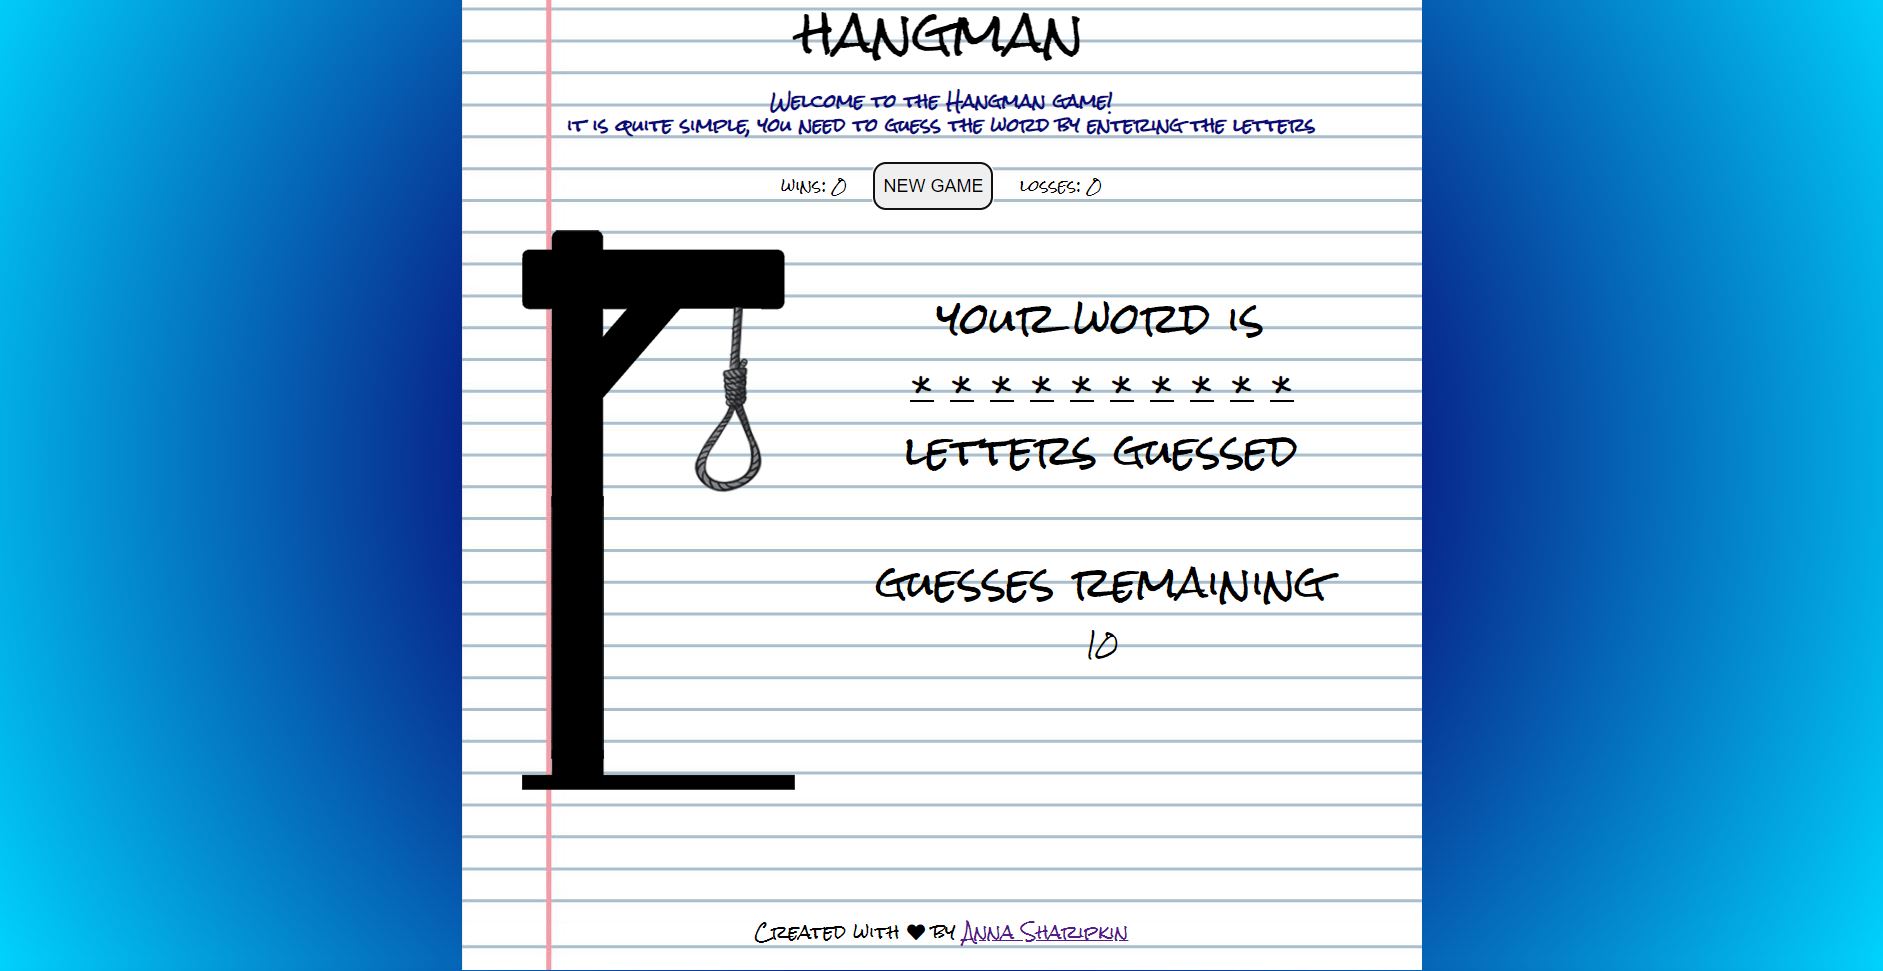 HANGMAN
Welcome to the Hangman game!
it is quite simple, you need to guess the word by entering the letters
wins: 0 NEW GAME losses: 0
your word is
* * * * * * * * * *
letters guessed
guesses remaining
10
Created with ♥ by Anna Sharipkin